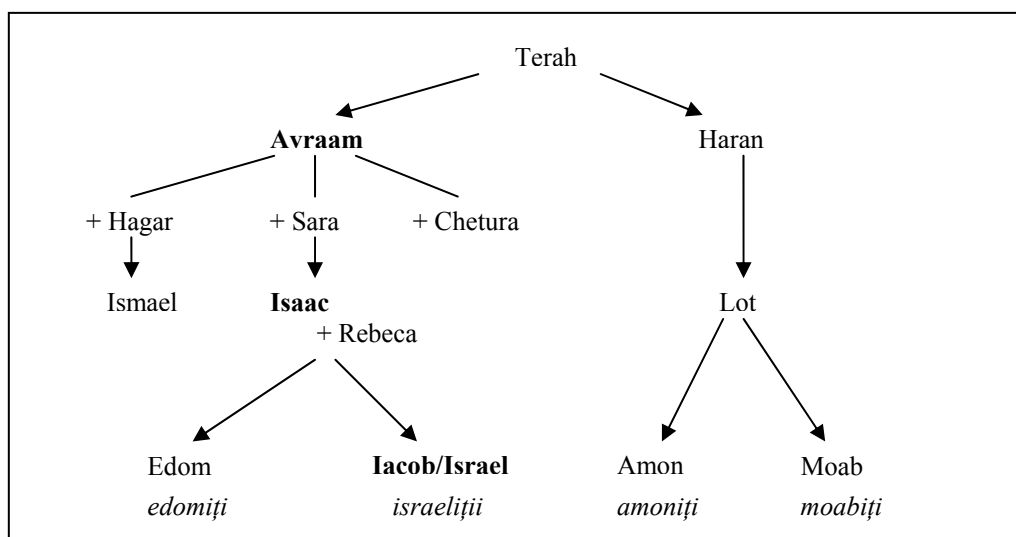 Terah
Avraam Haran
+ Hagar + Sara + Chetura
Ismael Isaac Lot
+ Rebeca
Edom Iacob/Israel Amon Moab
edomiți israeliții amoniți moabiți